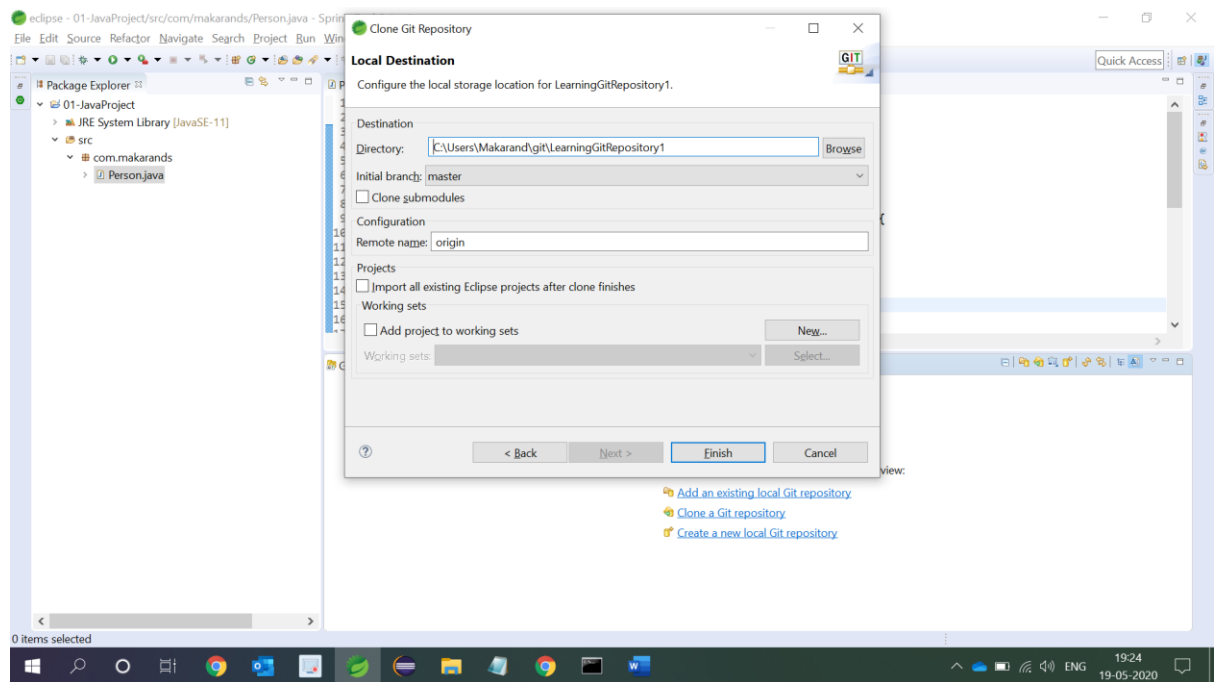 eclipse - 01-JavaProject/src/com/makarands/Person.java - Sprin
File Edit Source Refactor Navigate Search Project Run Win
Quick Access
Package Explorer
01-JavaProject
JRE System Library [JavaSE-11]
src
com.makarands
Person.java
Clone Git Repository
Local Destination
GIT
Configure the local storage location for LearningGitRepository1.
Destination
Directory: C:\Users\Makarand\git\LearningGitRepository1 Browse
Initial branch: master
Clone submodules
Configuration
Remote name: origin
Projects
Import all existing Eclipse projects after clone finishes
Working sets
Add project to working sets New...
Working sets: Select...
< Back Next > Finish Cancel
{
view:
Add an existing local Git repository
Clone a Git repository
Create a new local Git repository
0 items selected
ENG
19:24
19-05-2020